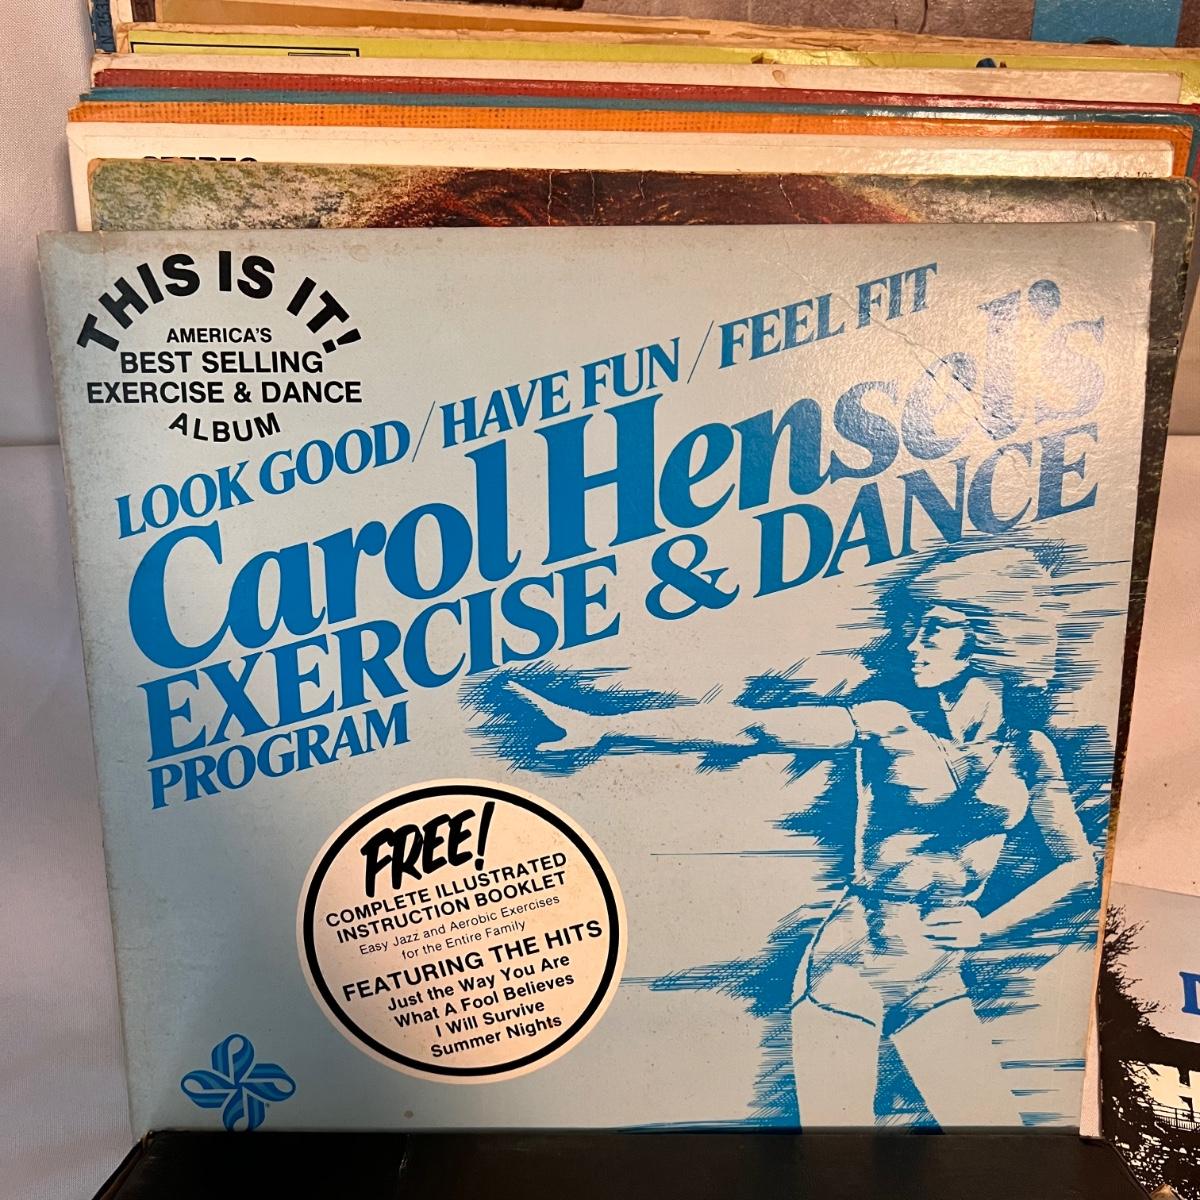 STEREO
THIS IS IT!
AMERICA'S
BEST SELLING
EXERCISE & DANCE
ALBUM
LOOK GOOD/HAVE FUN/FEEL FIT
Carol Hensel's
EXERCISE & DANCE
PROGRAM
FREE!
COMPLETE ILLUSTRATED
INSTRUCTION BOOKLET
Easy Jazz and Aerobic Exercises
for the Entire Family
FEATURING THE HITS
Just the Way You Are
What A Fool Believes
I Will Survive
Summer Nights